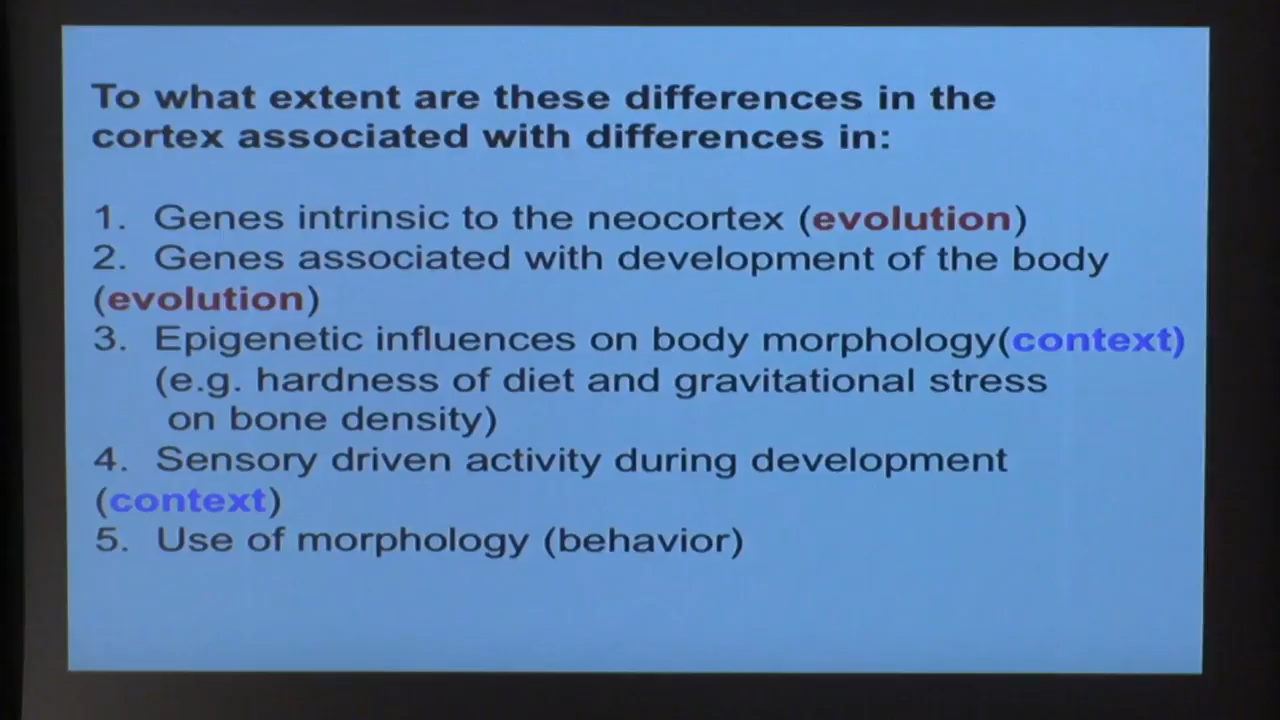 To what extent are these differences in the
cortex associated with differences in:
1. Genes intrinsic to the neocortex (evolution)
2. Genes associated with development of the body
(evolution)
3. Epigenetic influences on body morphology(context)
(e.g. hardness of diet and gravitational stress
on bone density)
4. Sensory driven activity during development
(context)
5. Use of morphology (behavior)